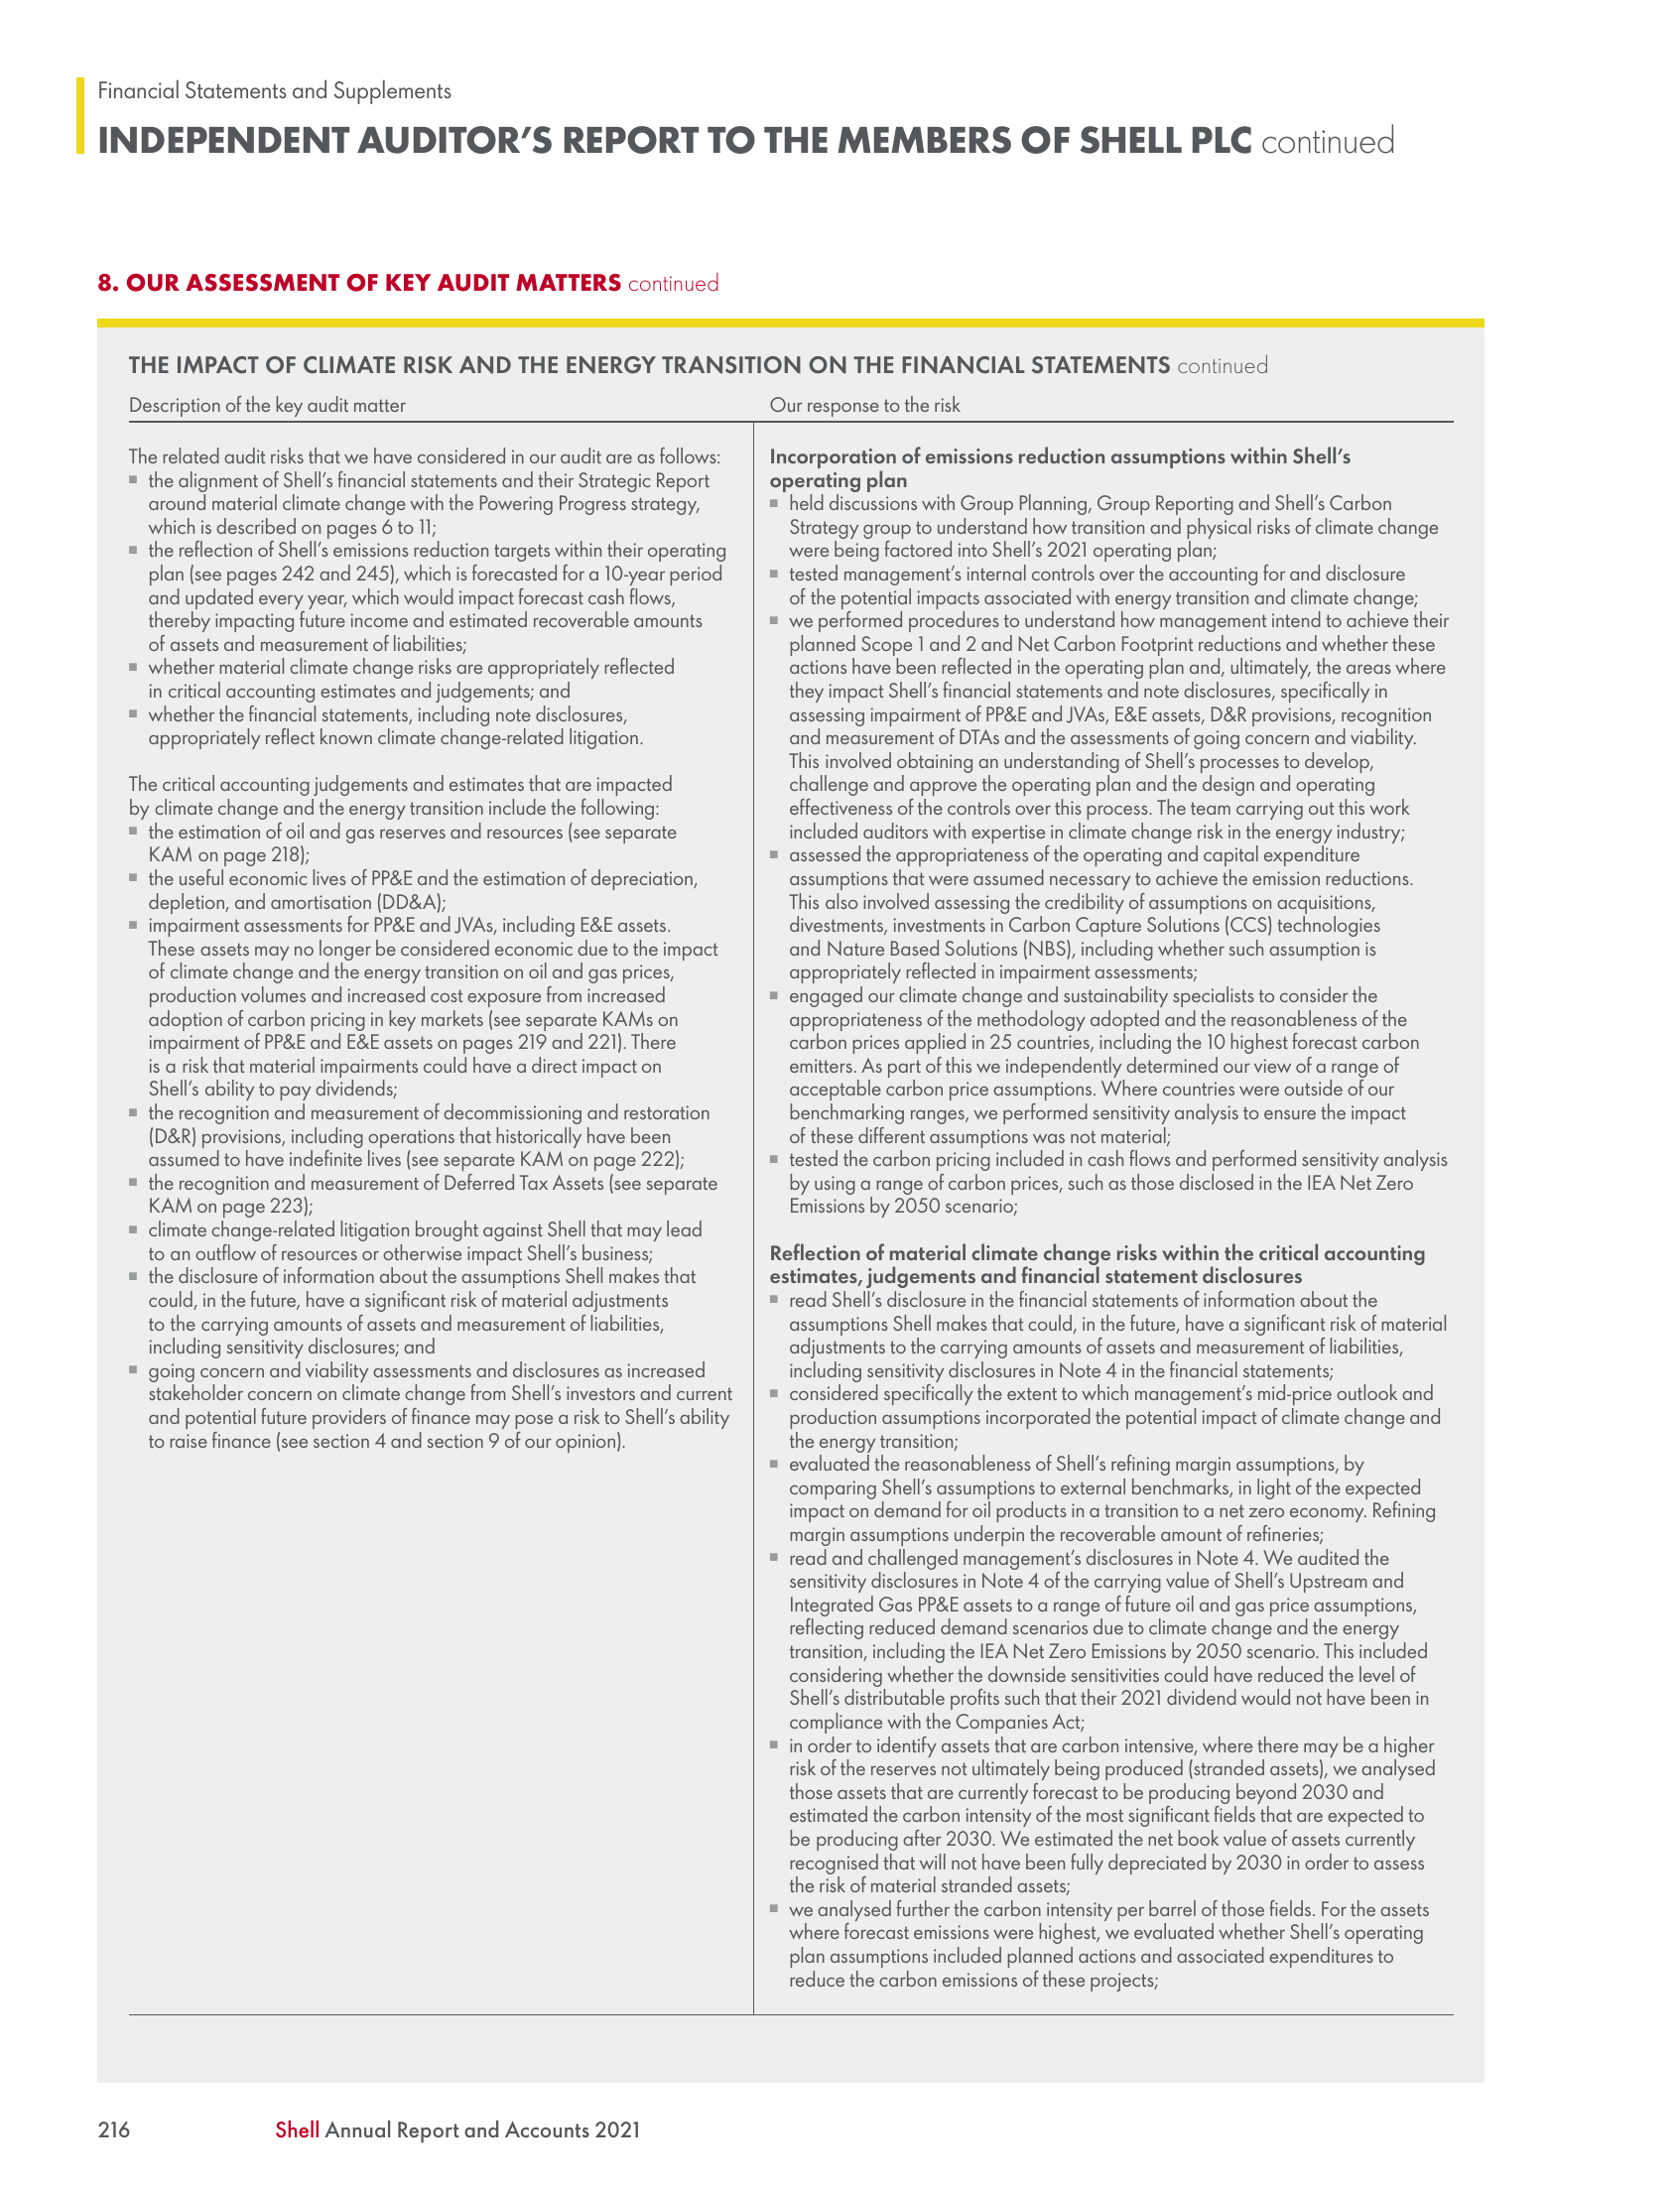 Financial Statements and Supplements
INDEPENDENT AUDITOR’S REPORT TO THE MEMBERS OF SHELL PLC continued
8. OUR ASSESSMENT OF KEY AUDIT MATTERS continued
THE IMPACT OF CLIMATE RISK AND THE ENERGY TRANSITION ON THE FINANCIAL STATEMENTS continued
Description of the key audit matter
The related audit risks that we have considered in our audit are as follows:
■ the alignment of Shell’s financial statements and their Strategic Report
around material climate change with the Powering Progress strategy,
which is described on pages 6 to 11;
■ the reflection of Shell’s emissions reduction targets within their operating
plan (see pages 242 and 245), which is forecasted for a 10-year period
and updated every year, which would impact forecast cash flows,
thereby impacting future income and estimated recoverable amounts
of assets and measurement of liabilities;
■ whether material climate change risks are appropriately reflected
in critical accounting estimates and judgements; and
■ whether the financial statements, including note disclosures,
appropriately reflect known climate change-related litigation.
The critical accounting judgements and estimates that are impacted
by climate change and the energy transition include the following:
■ the estimation of oil and gas reserves and resources (see separate
KAM on page 218);
■ the useful economic lives of PP&E and the estimation of depreciation,
depletion, and amortisation (DD&A);
■ impairment assessments for PP&E and JVAs, including E&E assets.
These assets may no longer be considered economic due to the impact
of climate change and the energy transition on oil and gas prices,
production volumes and increased cost exposure from increased
adoption of carbon pricing in key markets (see separate KAMs on
impairment of PP&E and E&E assets on pages 219 and 221). There
is a risk that material impairments could have a direct impact on
Shell’s ability to pay dividends;
■ the recognition and measurement of decommissioning and restoration
(D&R) provisions, including operations that historically have been
assumed to have indefinite lives (see separate KAM on page 222);
■ the recognition and measurement of Deferred Tax Assets (see separate
KAM on page 223);
■ climate change-related litigation brought against Shell that may lead
to an outflow of resources or otherwise impact Shell’s business;
■ the disclosure of information about the assumptions Shell makes that
could, in the future, have a significant risk of material adjustments
to the carrying amounts of assets and measurement of liabilities,
including sensitivity disclosures; and
■ going concern and viability assessments and disclosures as increased
stakeholder concern on climate change from Shell’s investors and current
and potential future providers of finance may pose a risk to Shell’s ability
to raise finance (see section 4 and section 9 of our opinion).
Our response to the risk
Incorporation of emissions reduction assumptions within Shell’s
operating plan
■ held discussions with Group Planning, Group Reporting and Shell’s Carbon
Strategy group to understand how transition and physical risks of climate change
were being factored into Shell’s 2021 operating plan;
■ tested management’s internal controls over the accounting for and disclosure
of the potential impacts associated with energy transition and climate change;
■ we performed procedures to understand how management intend to achieve their
planned Scope 1 and 2 and Net Carbon Footprint reductions and whether these
actions have been reflected in the operating plan and, ultimately, the areas where
they impact Shell’s financial statements and note disclosures, specifically in
assessing impairment of PP&E and JVAs, E&E assets, D&R provisions, recognition
and measurement of DTAs and the assessments of going concern and viability.
This involved obtaining an understanding of Shell’s processes to develop,
challenge and approve the operating plan and the design and operating
effectiveness of the controls over this process. The team carrying out this work
included auditors with expertise in climate change risk in the energy industry;
■ assessed the appropriateness of the operating and capital expenditure
assumptions that were assumed necessary to achieve the emission reductions.
This also involved assessing the credibility of assumptions on acquisitions,
divestments, investments in Carbon Capture Solutions (CCS) technologies
and Nature Based Solutions (NBS), including whether such assumption is
appropriately reflected in impairment assessments;
■ engaged our climate change and sustainability specialists to consider the
appropriateness of the methodology adopted and the reasonableness of the
carbon prices applied in 25 countries, including the 10 highest forecast carbon
emitters. As part of this we independently determined our view of a range of
acceptable carbon price assumptions. Where countries were outside of our
benchmarking ranges, we performed sensitivity analysis to ensure the impact
of these different assumptions was not material;
■ tested the carbon pricing included in cash flows and performed sensitivity analysis
by using a range of carbon prices, such as those disclosed in the IEA Net Zero
Emissions by 2050 scenario;
Reflection of material climate change risks within the critical accounting
estimates, judgements and financial statement disclosures
■ read Shell’s disclosure in the financial statements of information about the
assumptions Shell makes that could, in the future, have a significant risk of material
adjustments to the carrying amounts of assets and measurement of liabilities,
including sensitivity disclosures in Note 4 in the financial statements;
■ considered specifically the extent to which management’s mid-price outlook and
production assumptions incorporated the potential impact of climate change and
the energy transition;
■ evaluated the reasonableness of Shell’s refining margin assumptions, by
comparing Shell’s assumptions to external benchmarks, in light of the expected
impact on demand for oil products in a transition to a net zero economy. Refining
margin assumptions underpin the recoverable amount of refineries;
■ read and challenged management’s disclosures in Note 4. We audited the
sensitivity disclosures in Note 4 of the carrying value of Shell’s Upstream and
Integrated Gas PP&E assets to a range of future oil and gas price assumptions,
reflecting reduced demand scenarios due to climate change and the energy
transition, including the IEA Net Zero Emissions by 2050 scenario. This included
considering whether the downside sensitivities could have reduced the level of
Shell’s distributable profits such that their 2021 dividend would not have been in
compliance with the Companies Act;
■ in order to identify assets that are carbon intensive, where there may be a higher
risk of the reserves not ultimately being produced (stranded assets), we analysed
those assets that are currently forecast to be producing beyond 2030 and
estimated the carbon intensity of the most significant fields that are expected to
be producing after 2030. We estimated the net book value of assets currently
recognised that will not have been fully depreciated by 2030 in order to assess
the risk of material stranded assets;
■ we analysed further the carbon intensity per barrel of those fields. For the assets
where forecast emissions were highest, we evaluated whether Shell’s operating
plan assumptions included planned actions and associated expenditures to
reduce the carbon emissions of these projects;
216 Shell Annual Report and Accounts 2021